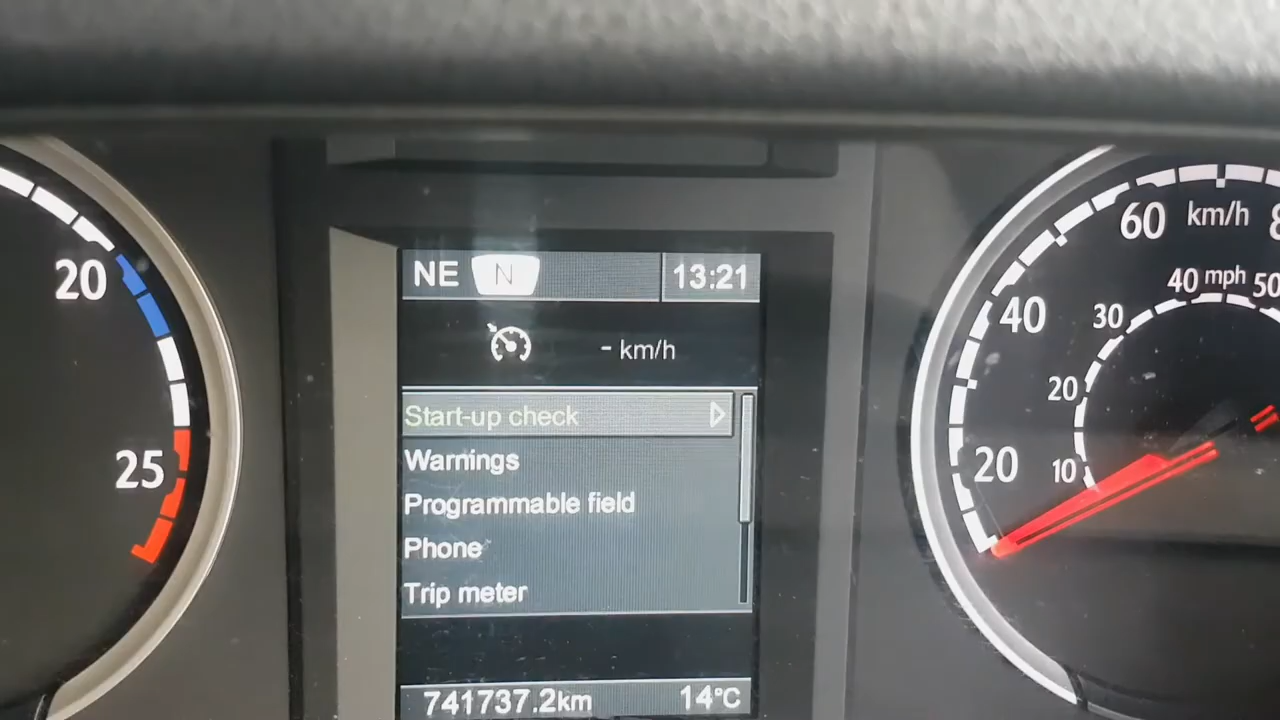 20
25
NE N 13:21
- km/h
Start-up check
Warnings
Programmable field
Phone
Trip meter
741737.2km 14°C
60 km/h 8
40 mph 50
40 30
20
20 10